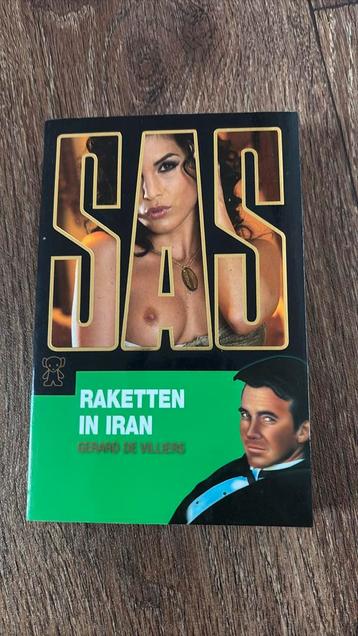 SAS
RAKETTEN
IN IRAN
GERARD DE VILLIERS